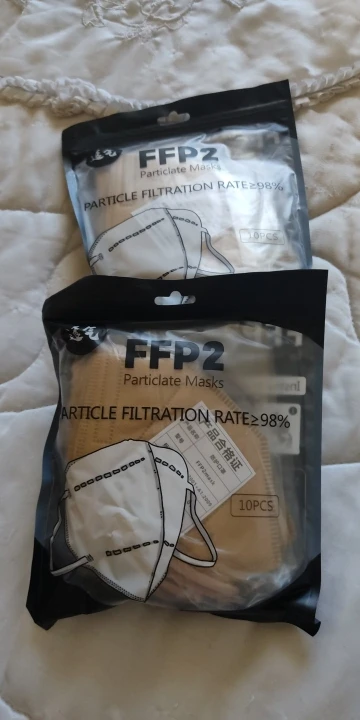 FFP2
Particlate Masks
PARTICLE FILTRATION RATE≥98%
10PCS
FFP2
Particlate Masks
ARTICLE FILTRATION RATE≥98%
产品合格证
10PCS